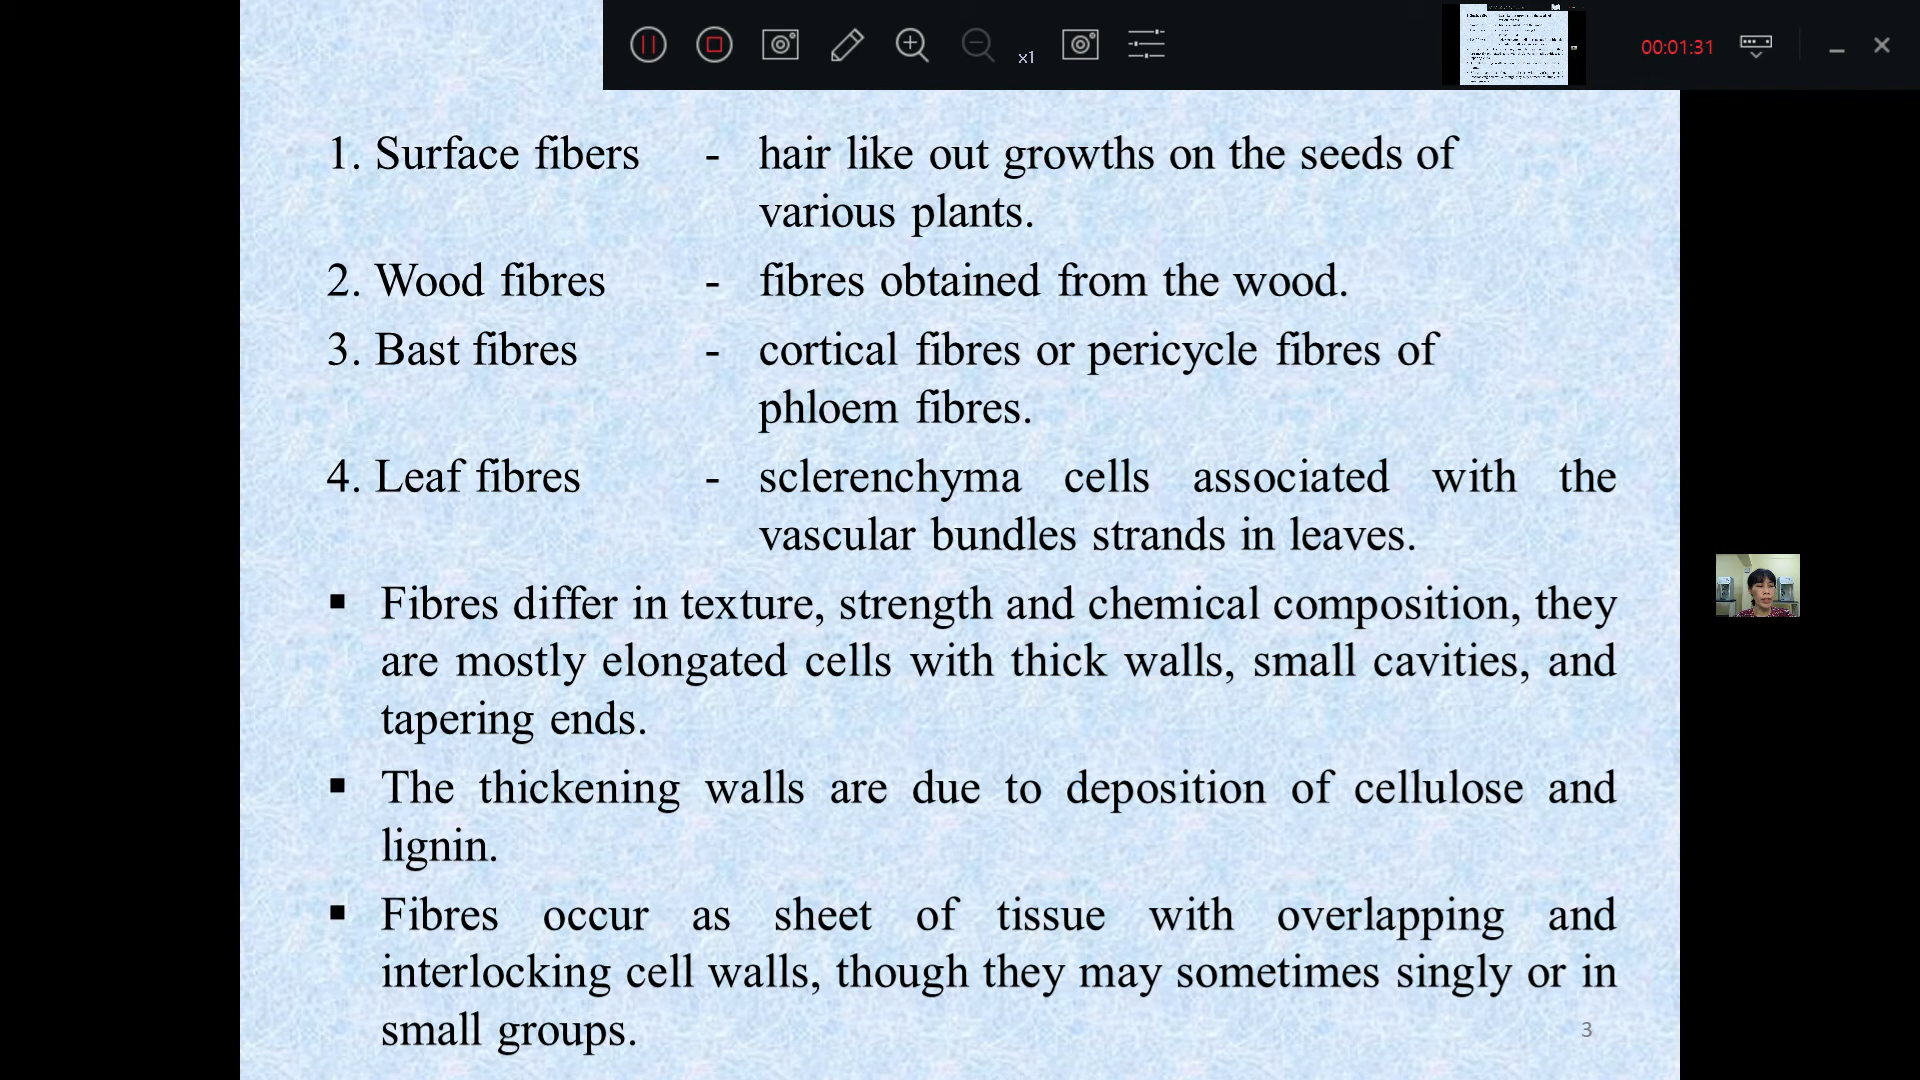 x1
00:01:31
1. Surface fibers - hair like out growths on the seeds of
various plants.
2. Wood fibres - fibres obtained from the wood.
3. Bast fibres - cortical fibres or pericycle fibres of
phloem fibres.
4. Leaf fibres - sclerenchyma cells associated with the
vascular bundles strands in leaves.
▪ Fibres differ in texture, strength and chemical composition, they
are mostly elongated cells with thick walls, small cavities, and
tapering ends.
▪ The thickening walls are due to deposition of cellulose and
lignin.
▪ Fibres occur as sheet of tissue with overlapping and
interlocking cell walls, though they may sometimes singly or in
small groups.
3